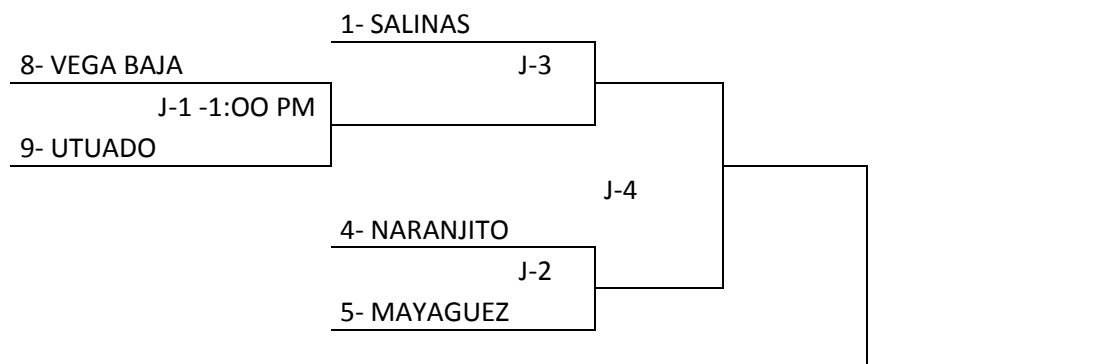 1- SALINAS
8- VEGA BAJA
J-3
J-1 -1:OO PM
9- UTUADO
J-4
4- NARANJITO
J-2
5- MAYAGUEZ